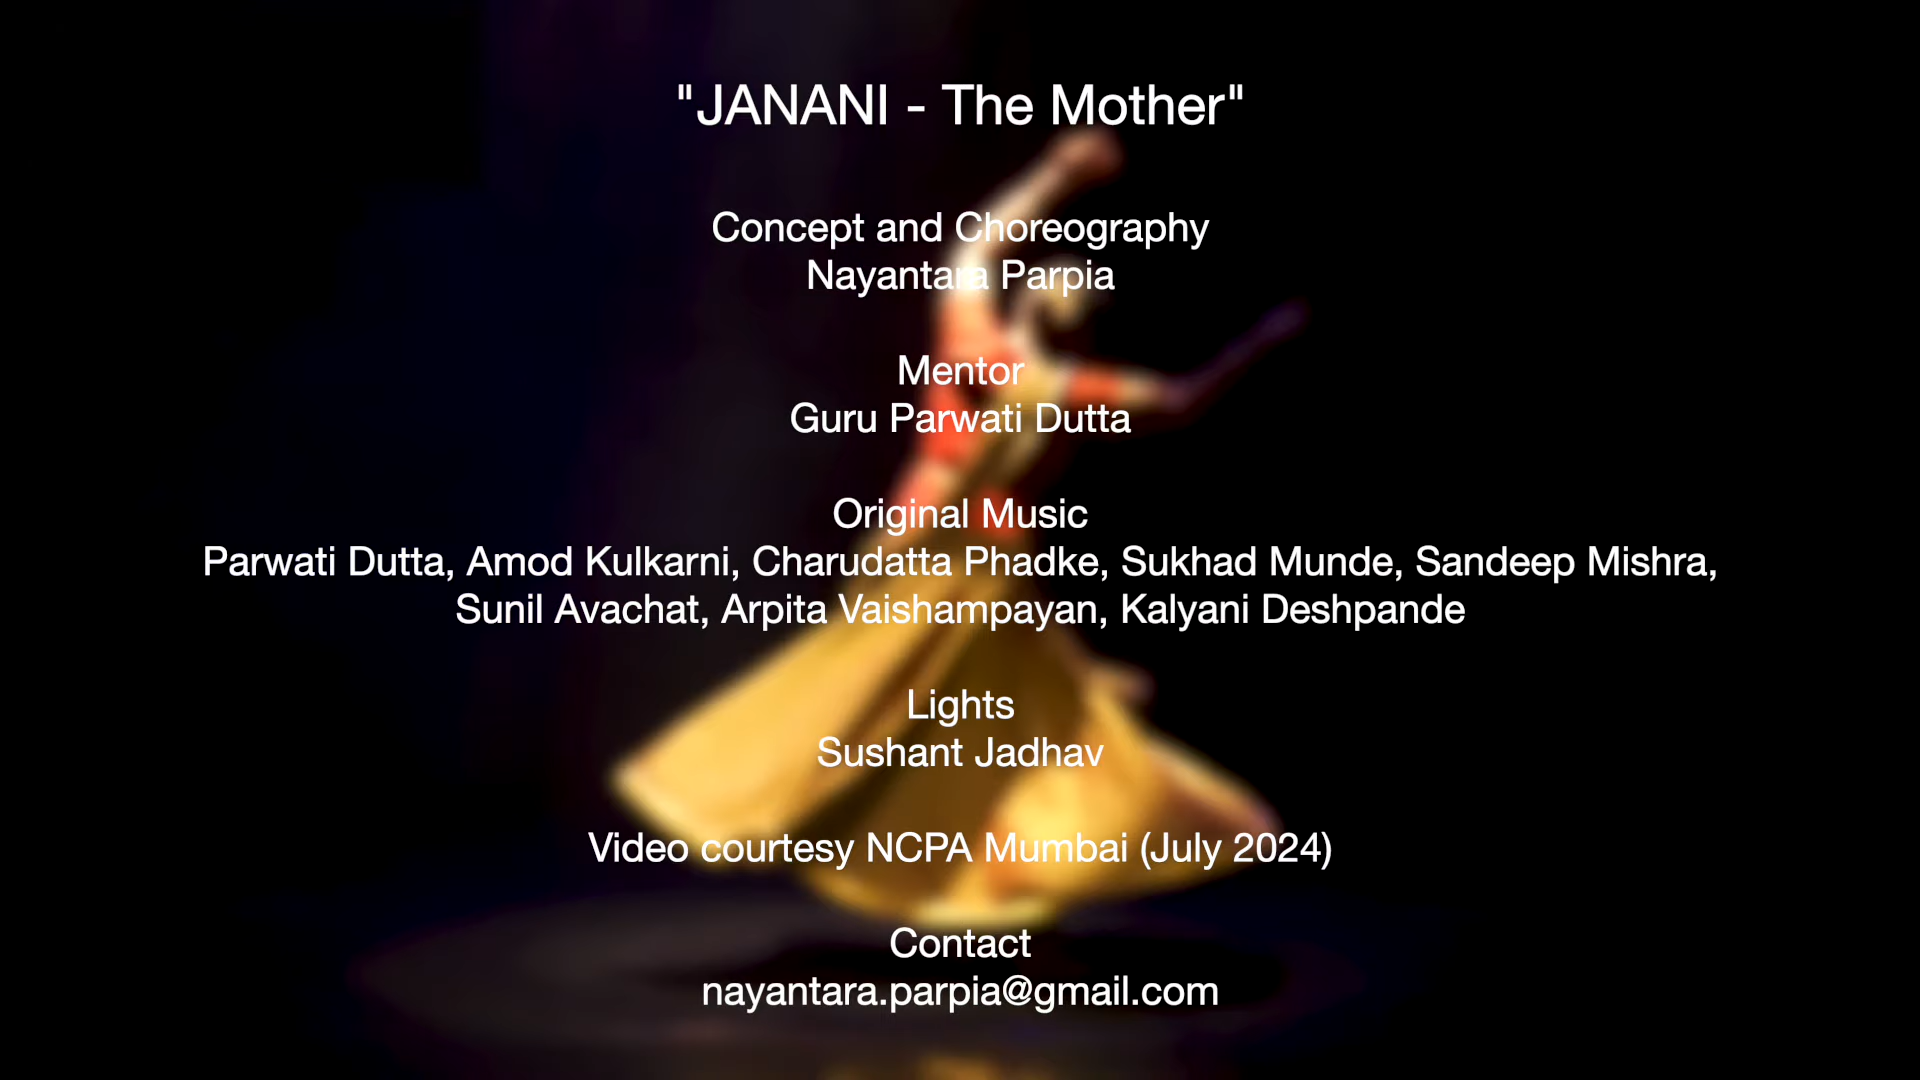 "JANANI - The Mother"
Concept and Choreography
Nayantara Parpia
Mentor
Guru Parwati Dutta
Original Music
Parwati Dutta, Amod Kulkarni, Charudatta Phadke, Sukhad Munde, Sandeep Mishra,
Sunil Avachat, Arpita Vaishampayan, Kalyani Deshpande
Lights
Sushant Jadhav
Video courtesy NCPA Mumbai (July 2024)
Contact
nayantara.parpia@gmail.com